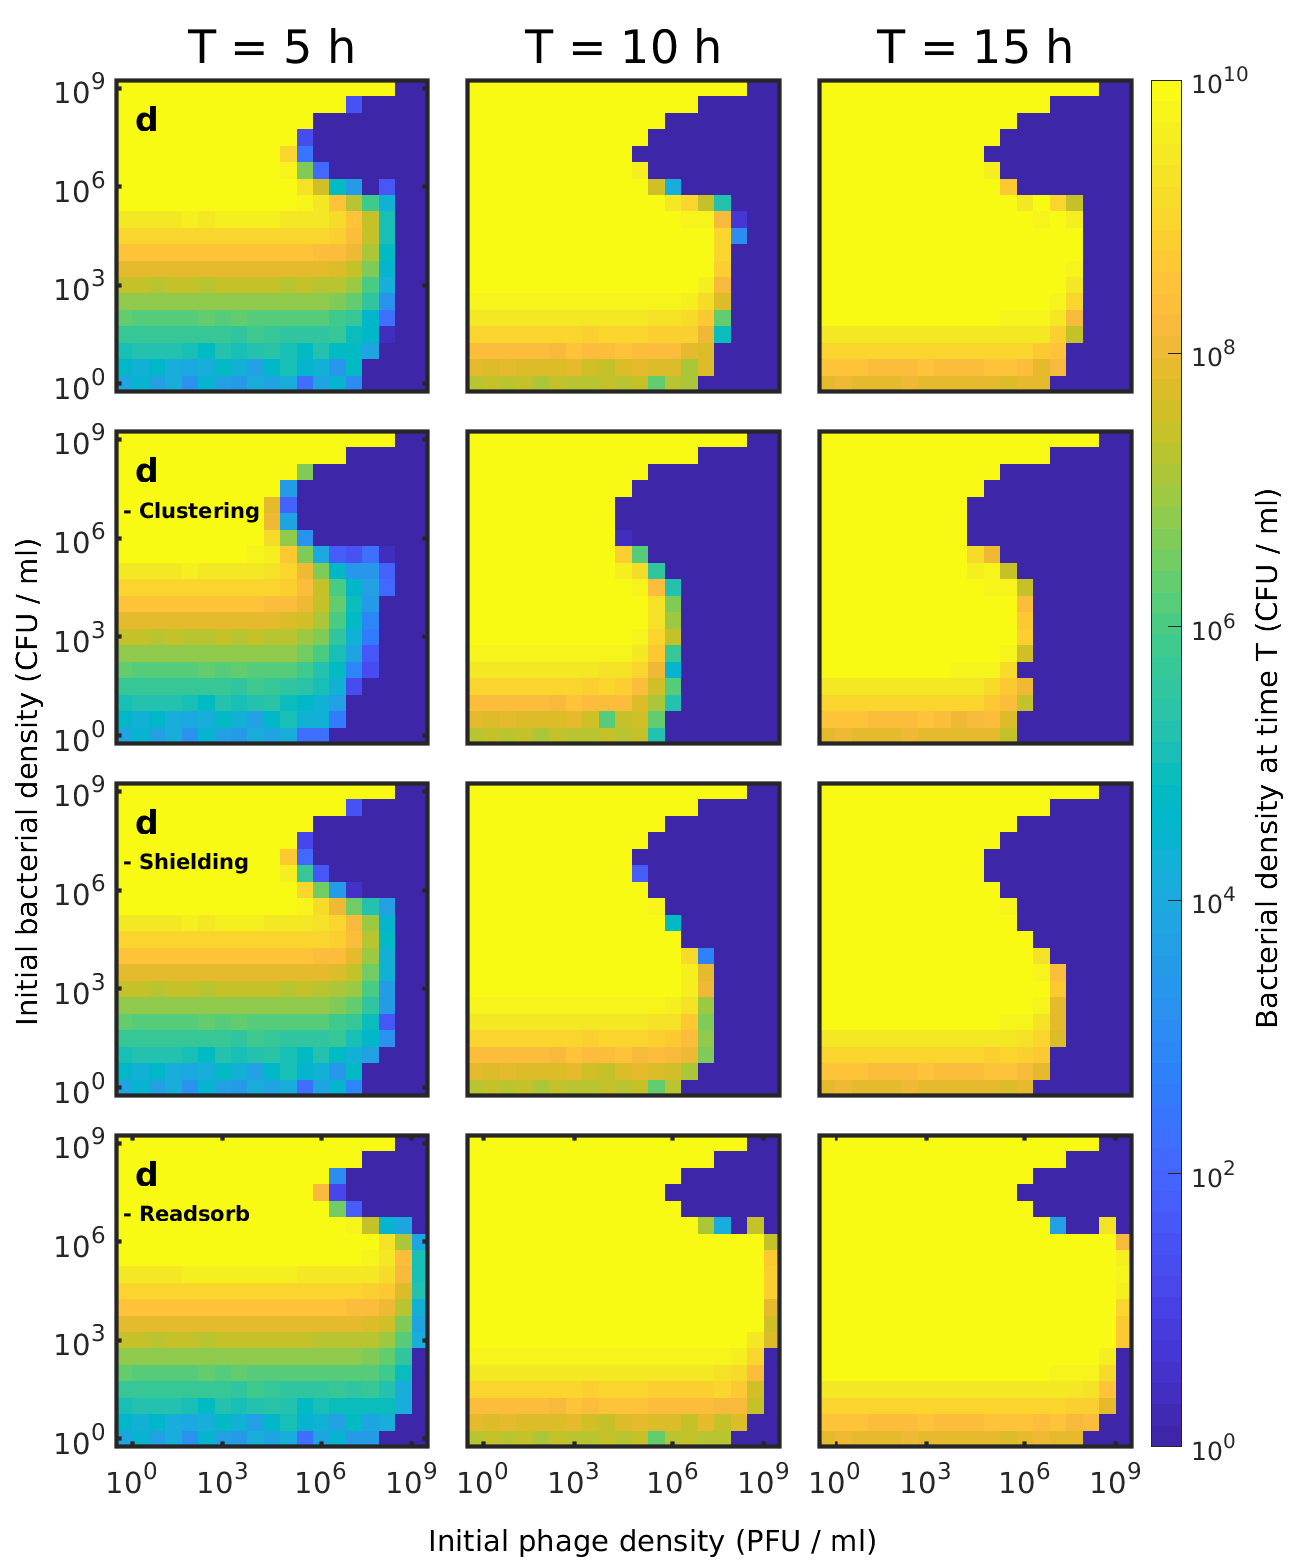 T = 5 h T = 10 h T = 15 h
10^9
d
10^6
10^3
10^0
10^9
d
- Clustering
10^6
10^3
10^0
10^9
d
- Shielding
10^6
10^3
10^0
10^9
d
- Readsorb
10^6
10^3
10^0
10^0 10^3 10^6 10^9 10^0 10^3 10^6 10^9 10^0 10^3 10^6 10^9
Initial phage density (PFU / ml)
Initial bacterial density (CFU / ml)
10^10
10^8
10^6
10^4
10^2
10^0
Bacterial density at time T (CFU / ml)